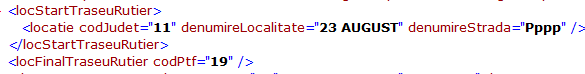 - <locStartTraseuRutier>
<locatie codJudet="11" denumireLocalitate="23 AUGUST" denumireStrada="Pppp" />
</locStartTraseuRutier>
<locFinalTraseuRutier codPtf="19" />